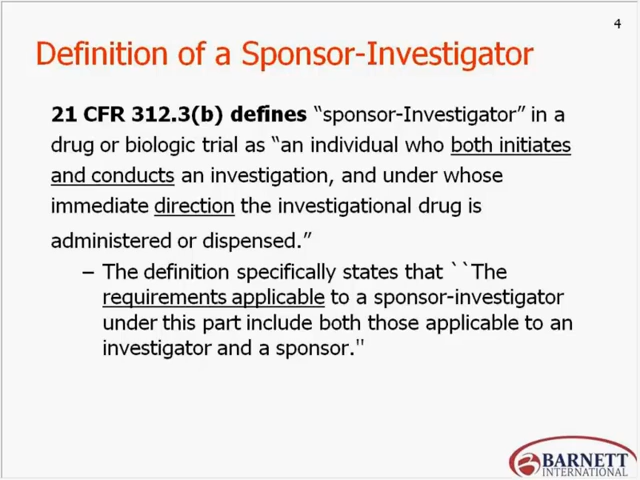 4
Definition of a Sponsor-Investigator
21 CFR 312.3(b) defines “sponsor-Investigator” in a
drug or biologic trial as “an individual who both initiates
and conducts an investigation, and under whose
immediate direction the investigational drug is
administered or dispensed.”
– The definition specifically states that ``The
requirements applicable to a sponsor-investigator
under this part include both those applicable to an
investigator and a sponsor.''
BARNETT
INTERNATIONAL